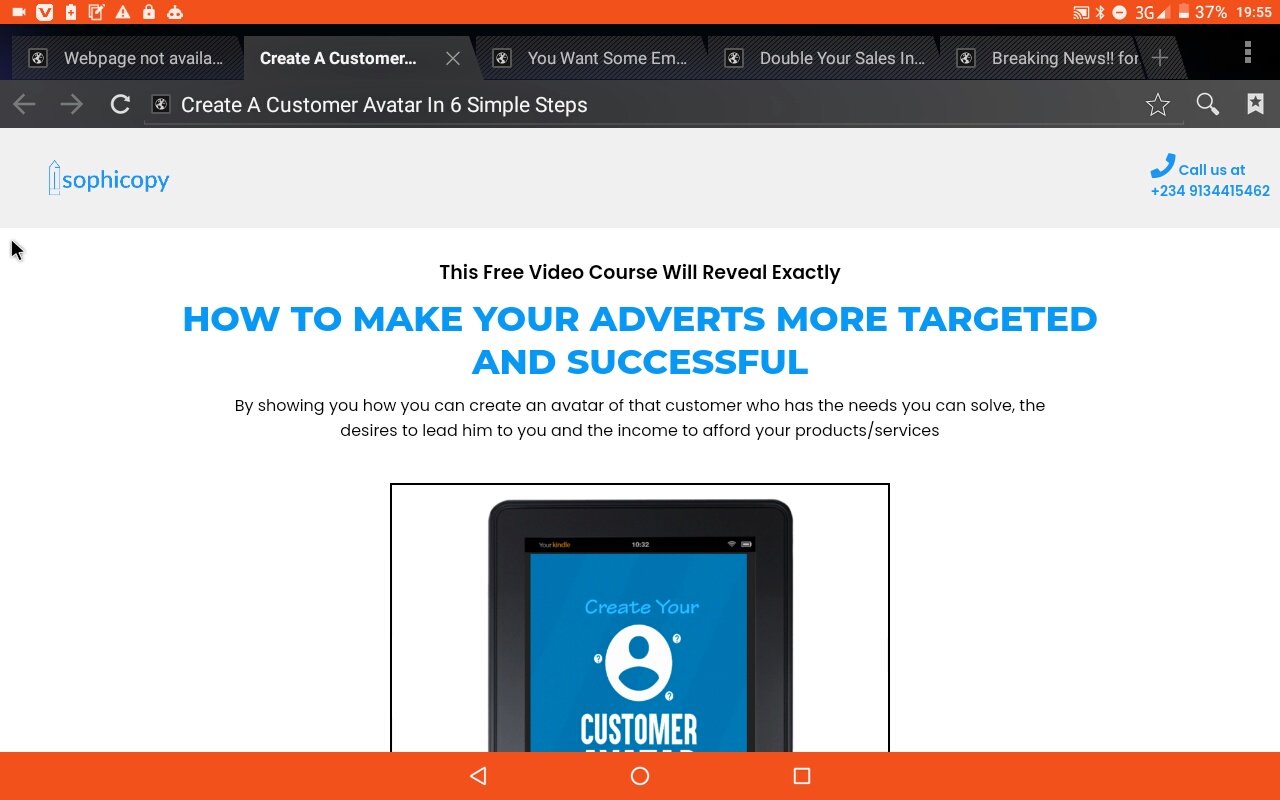 3G 37% 19:55
Webpage not availa...
Create A Customer...
You Want Some Em...
Double Your Sales In...
Breaking News!! for
Create A Customer Avatar In 6 Simple Steps
sophicopy
Call us at
+234 9134415462
This Free Video Course Will Reveal Exactly
HOW TO MAKE YOUR ADVERTS MORE TARGETED
AND SUCCESSFUL
By showing you how you can create an avatar of that customer who has the needs you can solve, the
desires to lead him to you and the income to afford your products/services
Yourkindle 10:32
Create Your
? ? ?
CUSTOMER
AVATAR